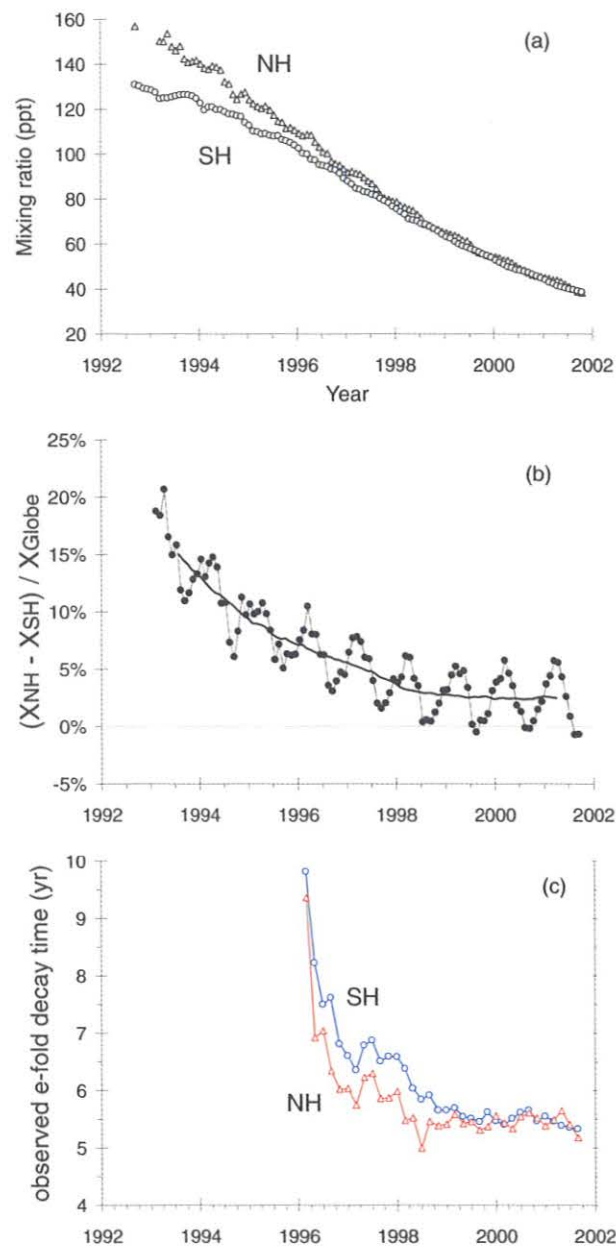 160
(a)
140
NH
120
100
SH
80
60
40
20
Mixing ratio (ppt)
1992 1994 1996 1998 2000 2002
Year
25%
(b)
20%
15%
10%
5%
0%
-5%
(XNH - XSH) / XGlobe
1992 1994 1996 1998 2000 2002
10
(c)
9
8
SH
7
6
NH
5
4
observed e-fold decay time (yr)
1992 1994 1996 1998 2000 2002